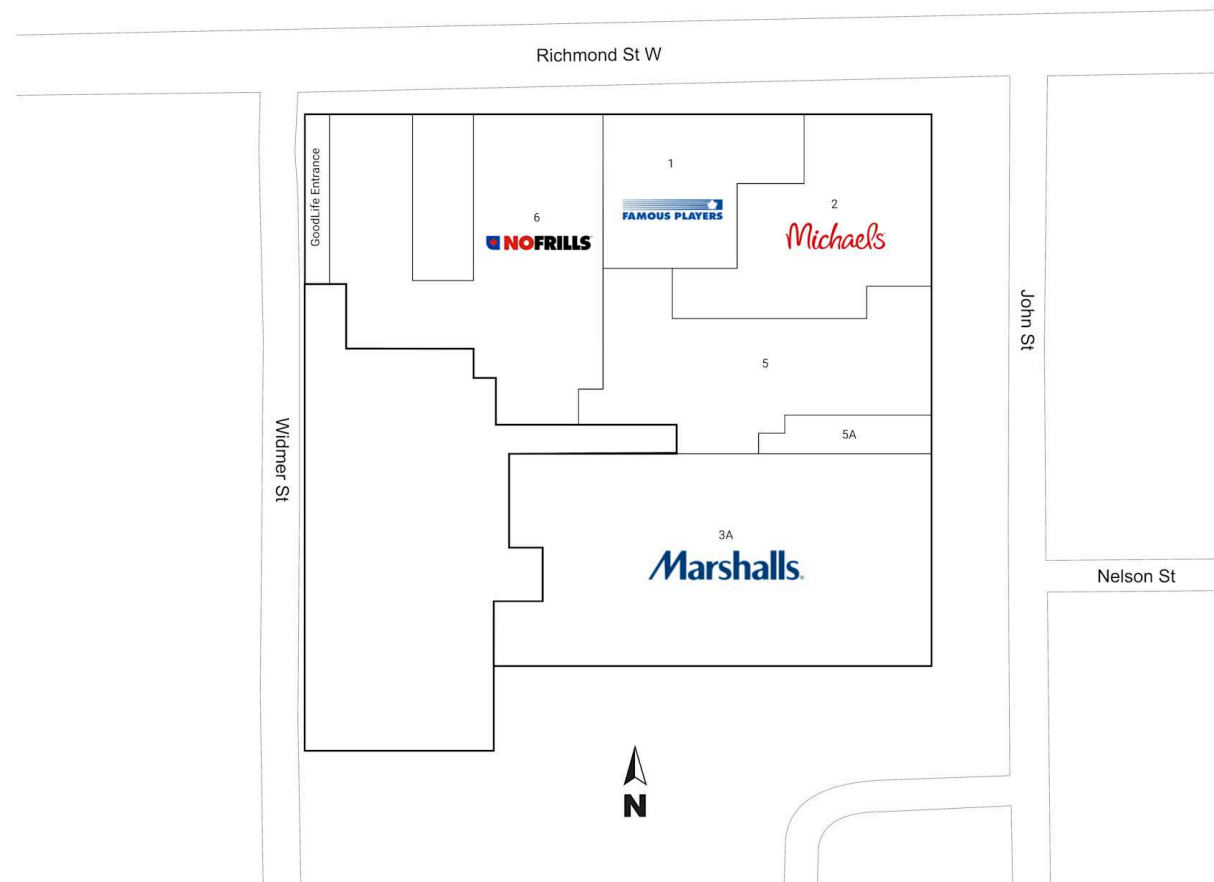 Richmond St W
GoodLife Entrance
6
NOFRILLS
1
FAMOUS PLAYERS
2
Michaels
John St
5
5A
Widmer St
3A
Marshalls
Nelson St
N